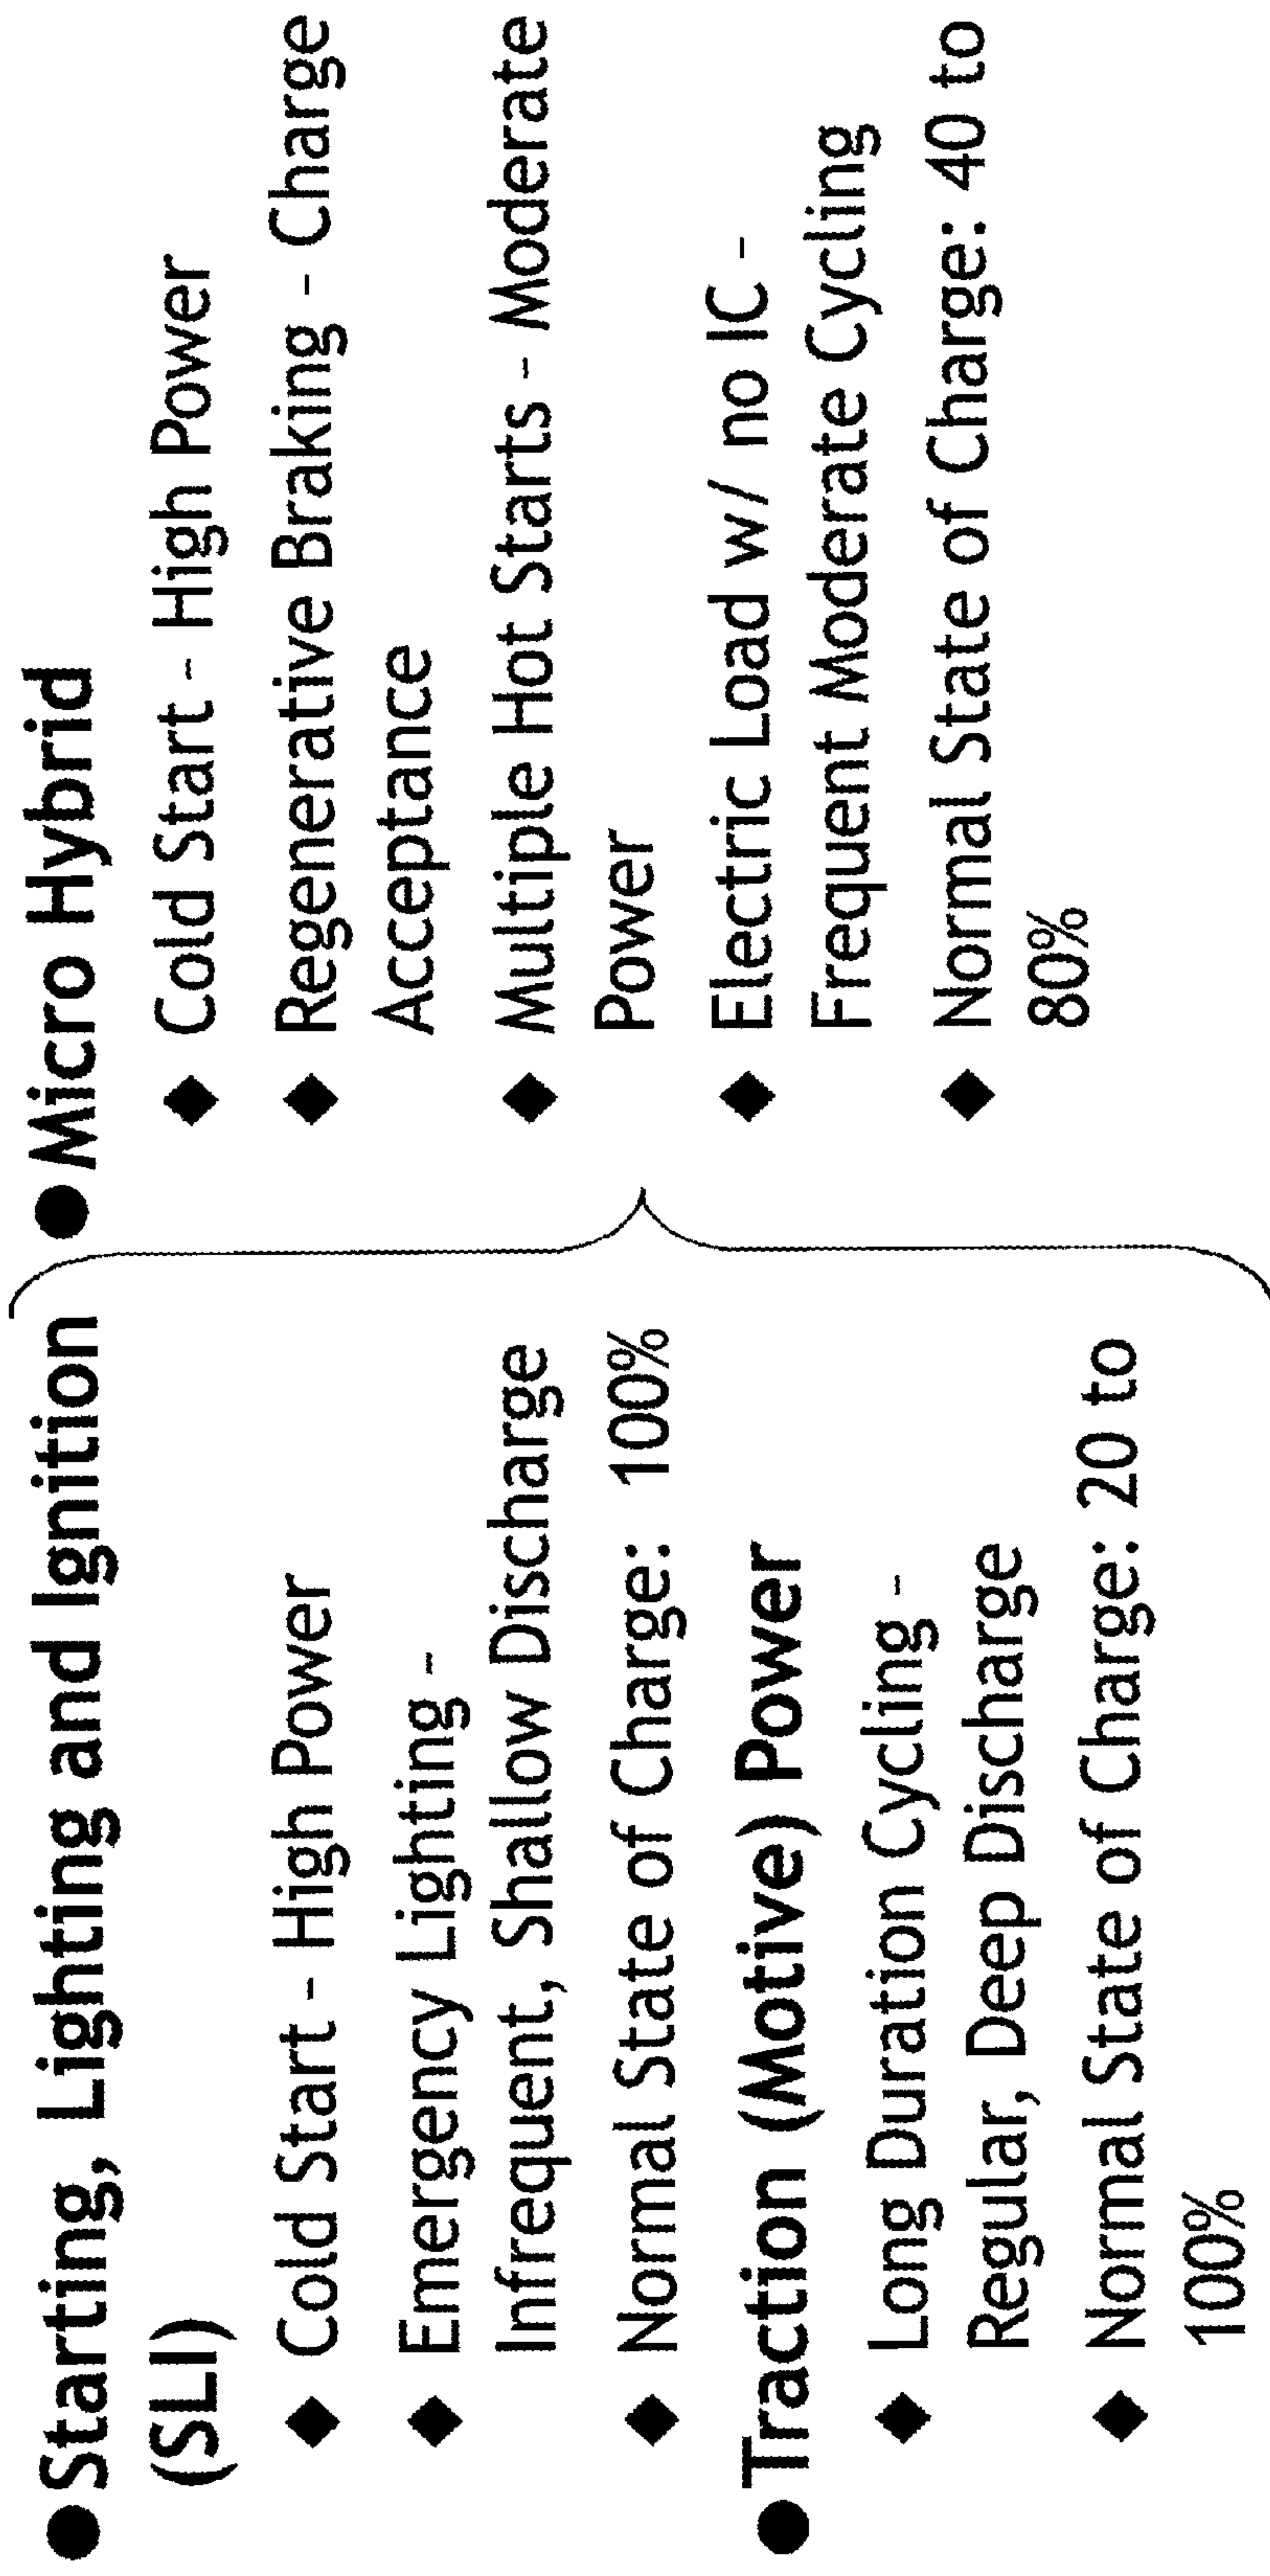 ● Starting, Lighting and Ignition
(SLI)
◆ Cold Start - High Power
◆ Emergency Lighting -
Infrequent, Shallow Discharge
◆ Normal State of Charge: 100%
● Traction (Motive) Power
◆ Long Duration Cycling -
Regular, Deep Discharge
◆ Normal State of Charge: 20 to
100%
● Micro Hybrid
◆ Cold Start - High Power
◆ Regenerative Braking - Charge
Acceptance
◆ Multiple Hot Starts - Moderate
Power
◆ Electric Load w/ no IC -
Frequent Moderate Cycling
◆ Normal State of Charge: 40 to
80%